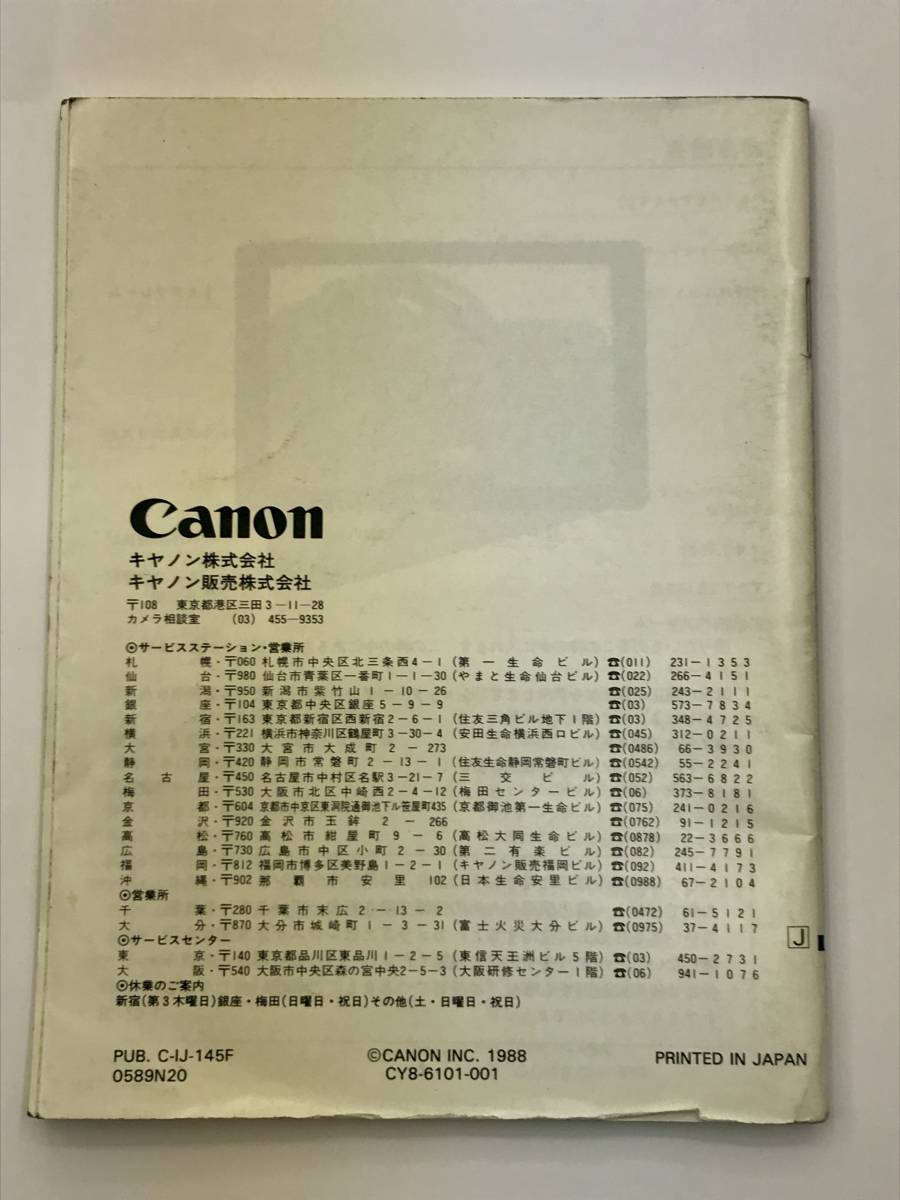 Canon
キヤノン株式会社
キヤノン販売株式会社
〒108 東京都港区三田3-11-28
カメラ相談室 (03) 455-9353
◎サービスステーション・営業所
札幌・〒060 札幌市中央区北三条西4-1(第一生命ビル) ☎(011) 231-1353
仙台・〒980 仙台市青葉区一番町1-1-30(やまと生命仙台ビル) ☎(022) 266-4151
新潟・〒950 新潟市紫竹山1-10-26 ☎(025) 243-2111
銀座・〒104 東京都中央区銀座5-9-9 ☎(03) 573-7834
新宿・〒163 東京都新宿区西新宿2-6-1(住友三角ビル地下1階) ☎(03) 348-4725
横浜・〒221 横浜市神奈川区鶴屋町3-30-4(安田生命横浜西口ビル) ☎(045) 312-0211
大宮・〒330 大宮市大成町2-273 ☎(0486) 66-3930
静岡・〒420 静岡市常磐町2-13-1(住友生命静岡常磐町ビル) ☎(0542) 55-2241
名古屋・〒450 名古屋市中村区名駅3-21-7(三交ビル) ☎(052) 563-6822
梅田・〒530 大阪市北区中崎西2-4-12(梅田センタービル) ☎(06) 373-8181
京都・〒604 京都市中京区東洞院通御池下ル笹屋町435(京都御池第一生命ビル) ☎(075) 241-0216
金沢・〒920 金沢市玉鉾2-266 ☎(0762) 91-1215
高松・〒760 高松市紺屋町9-6(高松大同生命ビル) ☎(0878) 22-3666
広島・〒730 広島市中区小町2-30(第二有楽ビル) ☎(082) 245-7791
福岡・〒812 福岡市博多区美野島1-2-1(キヤノン販売福岡ビル) ☎(092) 411-4173
沖縄・〒902 那覇市安里102(日本生命安里ビル) ☎(0988) 67-2104
◎営業所
千葉・〒280 千葉市末広2-13-2 ☎(0472) 61-5121
大分・〒870 大分市城崎町1-3-31(富士火災大分ビル) ☎(0975) 37-4117
◎サービスセンター
J
東京・〒140 東京都品川区東品川1-2-5(東信天王洲ビル5階) ☎(03) 450-2731
大阪・〒540 大阪市中央区森の宮中央2-5-3(大阪研修センター1階) ☎(06) 941-1076
◎休業のご案内
新宿(第3木曜日)銀座・梅田(日曜日・祝日)その他(土・日曜日・祝日)
PUB. C-IJ-145F ©CANON INC. 1988 PRINTED IN JAPAN
0589N20 CY8-6101-001